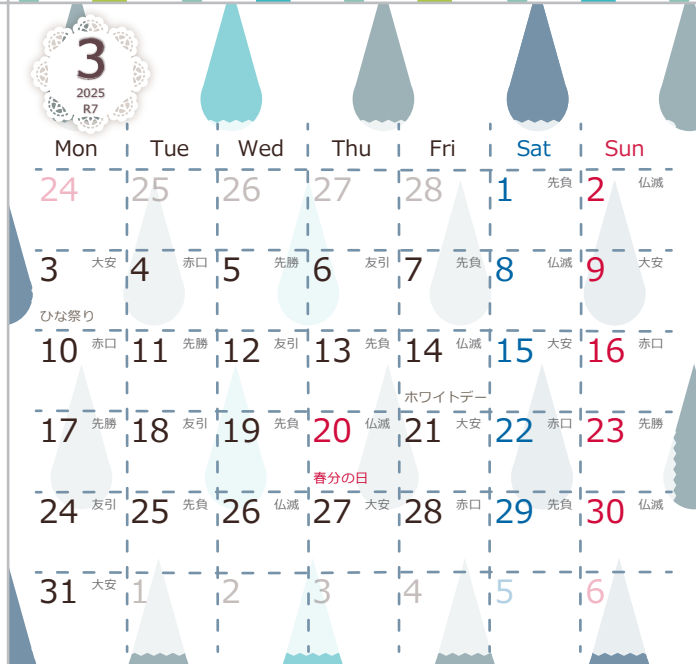 3
2025
R7
Mon Tue Wed Thu Fri Sat Sun
24 25 26 27 28 1 先負 2 仏滅
3 大安 4 赤口 5 先勝 6 友引 7 先負 8 仏滅 9 大安
ひな祭り
10 赤口 11 先勝 12 友引 13 先負 14 仏滅 15 大安 16 赤口
ホワイトデー
17 先勝 18 友引 19 先負 20 仏滅 21 大安 22 赤口 23 先勝
春分の日
24 友引 25 先負 26 仏滅 27 大安 28 赤口 29 先負 30 仏滅
31 大安 1 2 3 4 5 6